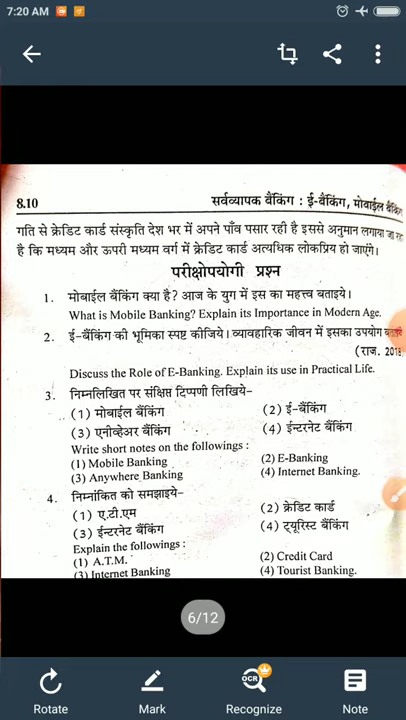 7:20 AM
8.10 सर्वव्यापक बैंकिंग : ई-बैंकिंग, मोबाईल बैंकिंग
गति से क्रेडिट कार्ड संस्कृति देश भर में अपने पाँव पसार रही है इससे अनुमान लगाया जा रहा
है कि मध्यम और ऊपरी मध्यम वर्ग में क्रेडिट कार्ड अत्यधिक लोकप्रिय हो जाएंगे।
परीक्षोपयोगी प्रश्न
1. मोबाईल बैंकिंग क्या है? आज के युग में इस का महत्त्व बताइये।
What is Mobile Banking? Explain its Importance in Modern Age.
2. ई-बैंकिंग की भूमिका स्पष्ट कीजिये। व्यावहारिक जीवन में इसका उपयोग
(राज. 2018
Discuss the Role of E-Banking. Explain its use in Practical Life.
3. निम्नलिखित पर संक्षिप्त टिप्पणी लिखिये-
(1) मोबाईल बैंकिंग (2) ई-बैंकिंग
(3) एनीव्हेअर बैंकिंग (4) ईन्टरनेट बैंकिंग
Write short notes on the followings :
(1) Mobile Banking (2) E-Banking
(3) Anywhere Banking (4) Internet Banking.
4. निम्नांकित को समझाइये-
(1) ए.टी.एम (2) क्रेडिट कार्ड
(3) ईन्टरनेट बैंकिंग (4) ट्यूरिस्ट बैंकिंग
Explain the followings :
(1) A.T.M. (2) Credit Card
(3) Internet Banking (4) Tourist Banking.
6/12
OCR
Rotate Mark Recognize Note